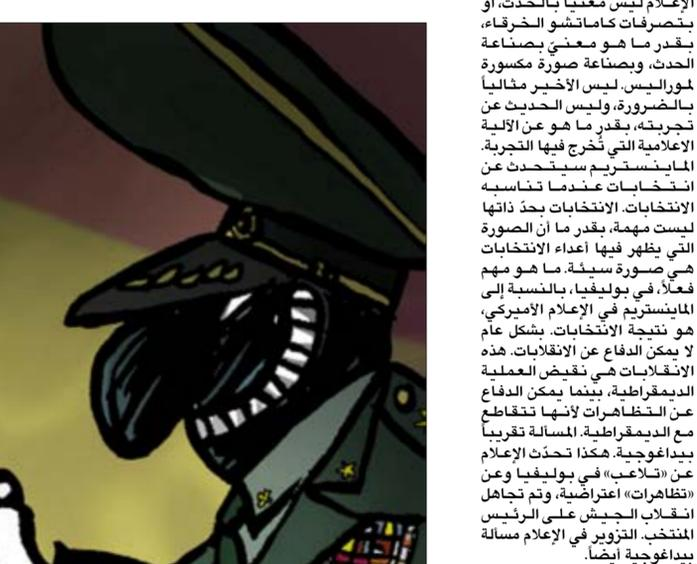 الإعلام ليس معنياً بالحدث، أو
بتصرفات كاماتشو الخرقاء،
بقدر ما هو معنيّ بصناعة
الحدث، وبصناعة صورة مكسورة
لموراليس. ليس الأخير مثالياً
بالضرورة، وليس الحديث عن
تجربته، بقدر ما هو عن الآلية
الاعلامية التي تُخرج فيها التجربة.
الماينستريم سيتحدث عن
انتخابات عندما تناسبه
الانتخابات. الانتخابات بحدّ ذاتها
ليست مهمة، بقدر ما أن الصورة
التي يظهر فيها أعداء الانتخابات
هي صورة سيئة. ما هو مهم
فعلاً، في بوليفيا، بالنسبة إلى
الماينستريم في الإعلام الأميركي،
هو نتيجة الانتخابات. بشكل عام
لا يمكن الدفاع عن الانقلابات. هذه
الانقلابات هي نقيض العملية
الديمقراطية، بينما يمكن الدفاع
عن التظاهرات لأنها تتقاطع
مع الديمقراطية. المسألة تقريباً
بيداغوجية. هكذا تحدّث الإعلام
عن «تلاعب» في بوليفيا وعن
«تظاهرات» اعتراضية، وتم تجاهل
انقلاب الجيش على الرئيس
المنتخب. التزوير في الإعلام مسألة
بيداغوجية أيضاً.